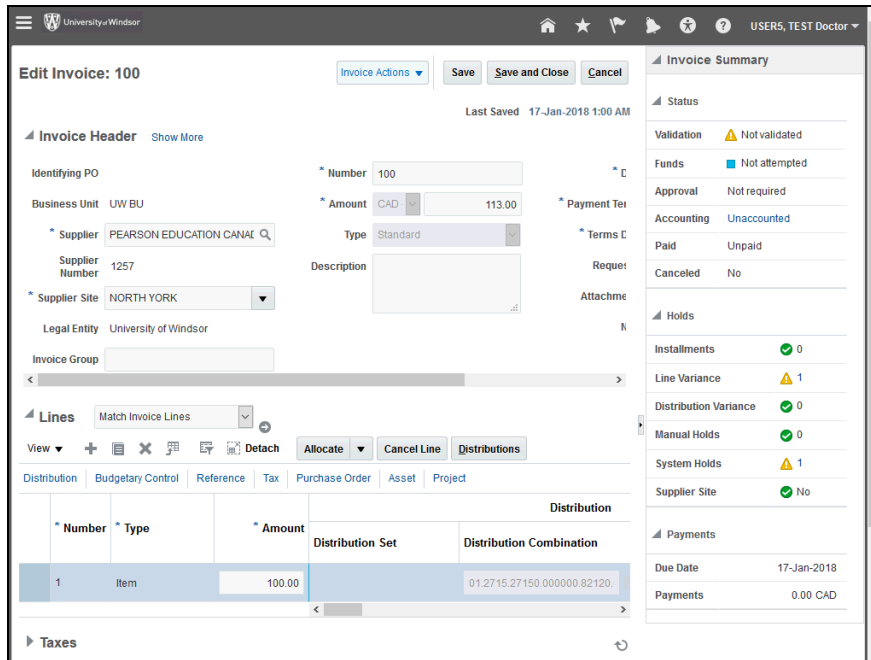 University of Windsor
USER5, TEST Doctor
Edit Invoice: 100
Invoice Actions
Save
Save and Close
Cancel
Last Saved 17-Jan-2018 1:00 AM
Invoice Header Show More
Identifying PO
Business Unit UW BU
* Supplier PEARSON EDUCATION CANAD
Supplier Number 1257
* Supplier Site NORTH YORK
Legal Entity University of Windsor
Invoice Group
* Number 100
* Amount CAD 113.00
Type Standard
Description
* D
* Payment Ter
* Terms D
Reques
Attachme
N
Lines Match Invoice Lines
View Detach Allocate Cancel Line Distributions
Distribution Budgetary Control Reference Tax Purchase Order Asset Project
Distribution
* Number * Type * Amount Distribution Set Distribution Combination
1 Item 100.00 01.2715.27150.000000.82120.
Taxes
Invoice Summary
Status
Validation Not validated
Funds Not attempted
Approval Not required
Accounting Unaccounted
Paid Unpaid
Canceled No
Holds
Installments 0
Line Variance 1
Distribution Variance 0
Manual Holds 0
System Holds 1
Supplier Site No
Payments
Due Date 17-Jan-2018
Payments 0.00 CAD